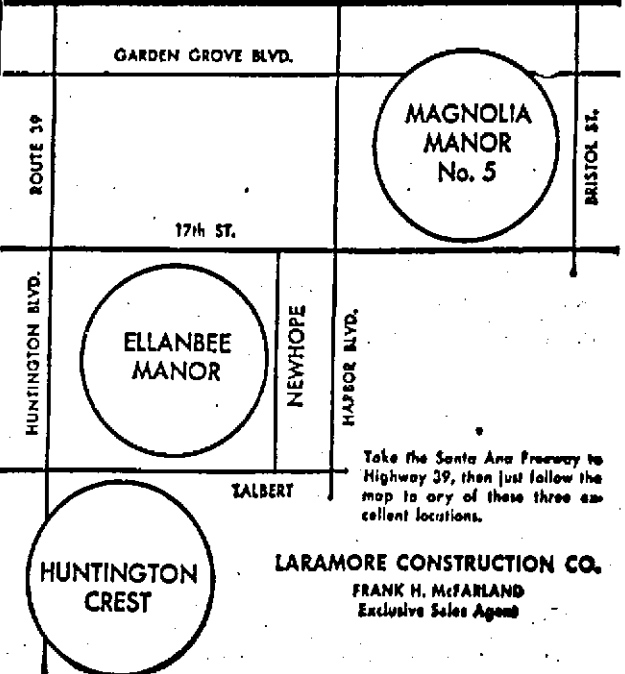 GARDEN GROVE BLVD.
ROUTE 39
MAGNOLIA
MANOR
No. 5
BRISTOL ST.
17th ST.
HUNTINGTON BLVD.
ELLANBEE
MANOR
NEWHOPE
HARBOR BLVD.
TALBERT
Take the Santa Ana Freeway to
Highway 39, then just follow the
map to any of these three ex-
cellent locations.
HUNTINGTON
CREST
LARAMORE CONSTRUCTION CO.
FRANK H. McFARLAND
Exclusive Sales Agent